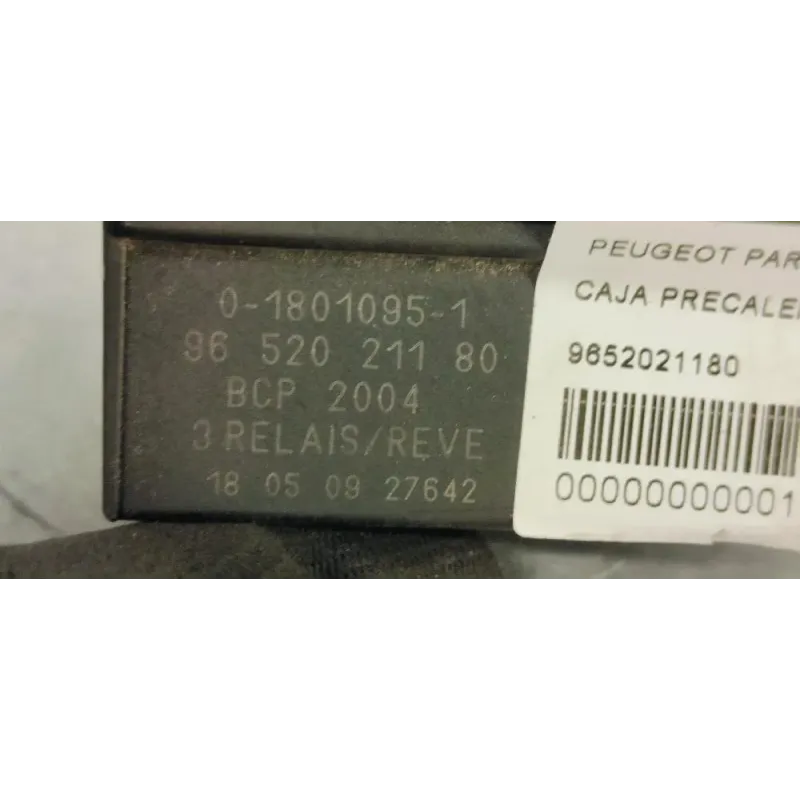 0-1801095-1
96 520 211 80
BCP 2004
3 RELAIS/REVE
18 05 09 27642
PEUGEOT PAR
CAJA PRECALE
9652021180
00000000001